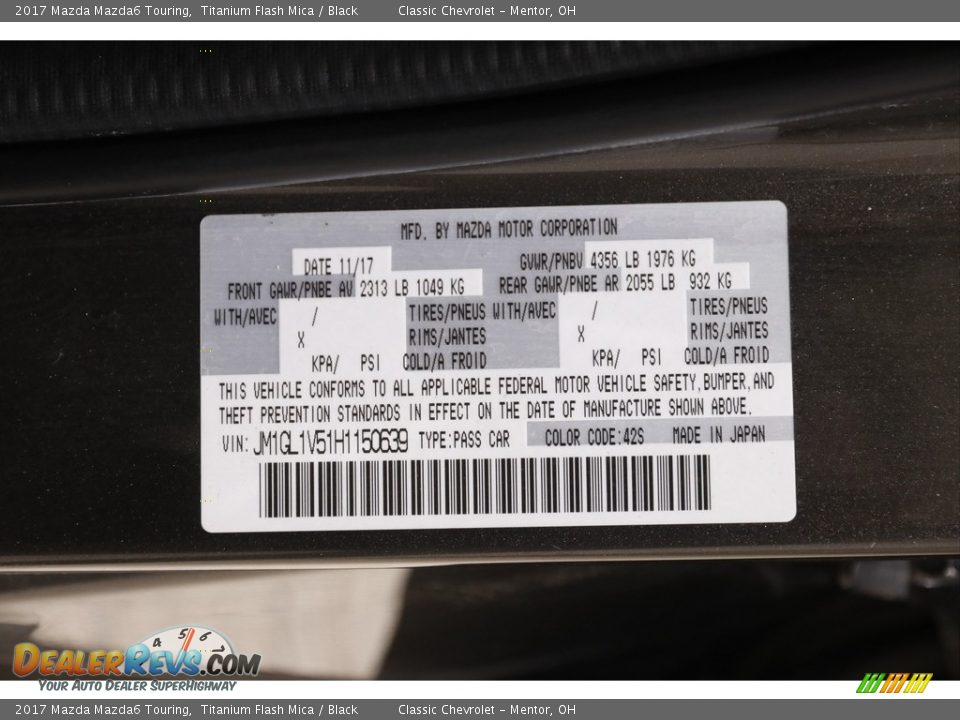 2017 Mazda Mazda6 Touring, Titanium Flash Mica / Black Classic Chevrolet - Mentor, OH
MFD. BY MAZDA MOTOR CORPORATION
DATE 11/17 GVWR/PNBV 4356 LB 1976 KG
FRONT GAWR/PNBE AV 2313 LB 1049 KG REAR GAWR/PNBE AR 2055 LB 932 KG
WITH/AVEC / TIRES/PNEUS WITH/AVEC / TIRES/PNEUS
X RIMS/JANTES X RIMS/JANTES
KPA/ PSI COLD/A FROID KPA/ PSI COLD/A FROID
THIS VEHICLE CONFORMS TO ALL APPLICABLE FEDERAL MOTOR VEHICLE SAFETY,BUMPER,AND
THEFT PREVENTION STANDARDS IN EFFECT ON THE DATE OF MANUFACTURE SHOWN ABOVE.
VIN: JM1GL1V51H1150639 TYPE:PASS CAR COLOR CODE:42S MADE IN JAPAN
4 5 6 7
DEALERREVS.COM
YOUR AUTO DEALER SUPERHIGHWAY
2017 Mazda Mazda6 Touring, Titanium Flash Mica / Black Classic Chevrolet - Mentor, OH